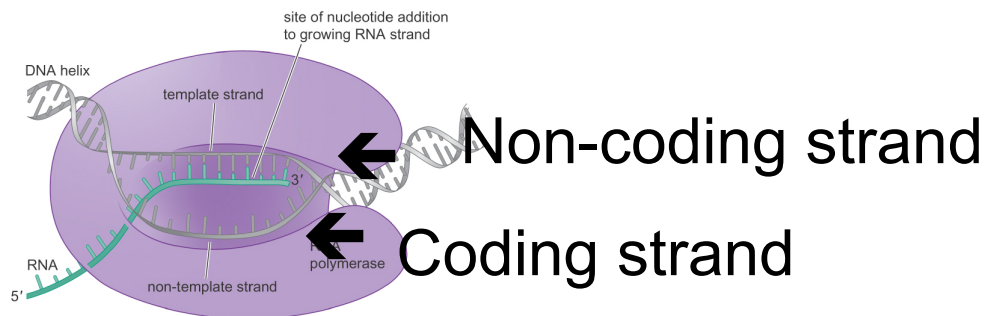 site of nucleotide addition
to growing RNA strand
DNA helix
template strand
Non-coding strand
3′
Coding strand
polymerase
RNA
non-template strand
5′